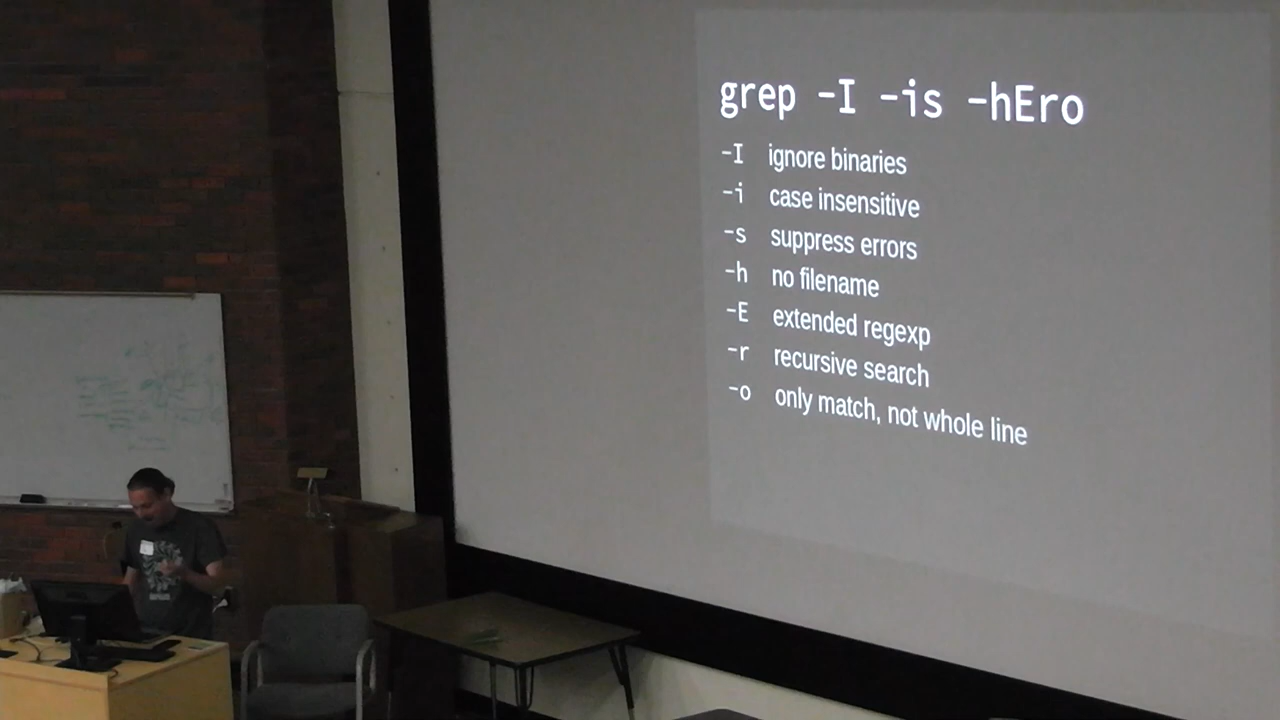 grep -I -is -hEro
-I ignore binaries
-i case insensitive
-s suppress errors
-h no filename
-E extended regexp
-r recursive search
-o only match, not whole line